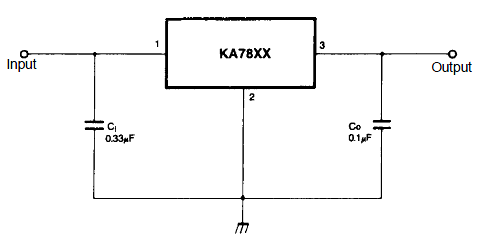 1
KA78XX
3
Input
Output
2
CI
0.33µF
Co
0.1µF